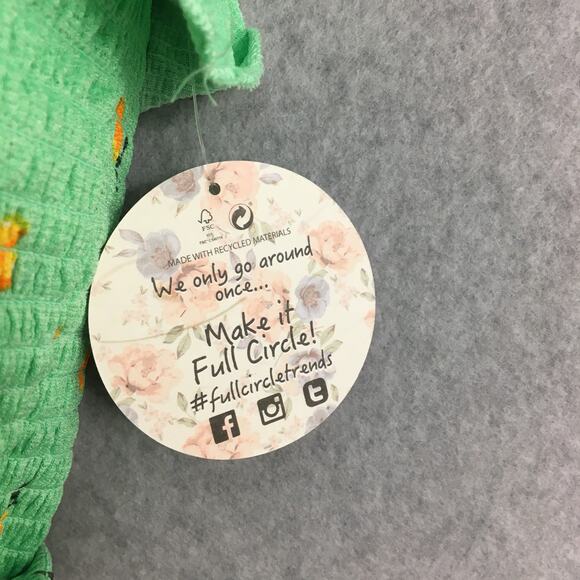 FSC
MADE WITH RECYCLED MATERIALS
We only go around
once...
Make it
Full Circle!
#fullcircletrends